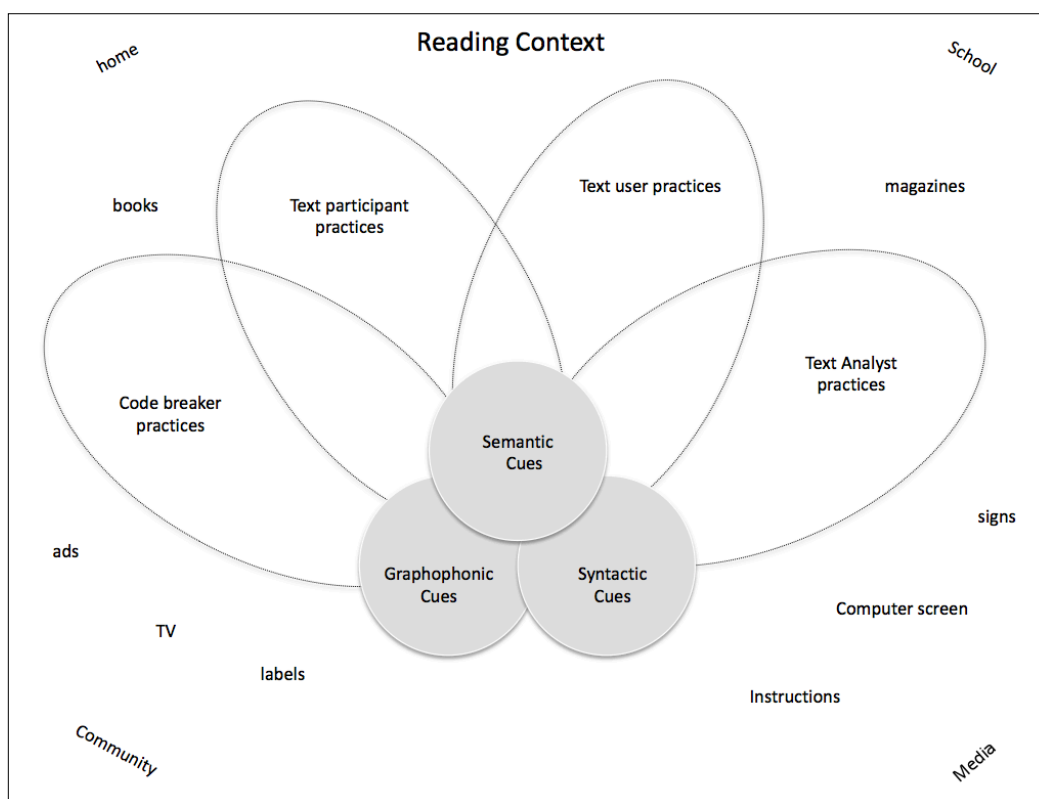 Reading Context
home
School
books
Text participant
practices
Text user practices
magazines
Code breaker
practices
Text Analyst
practices
Semantic
Cues
ads
signs
Graphophonic
Cues
Syntactic
Cues
Computer screen
TV
labels
Instructions
Community
Media